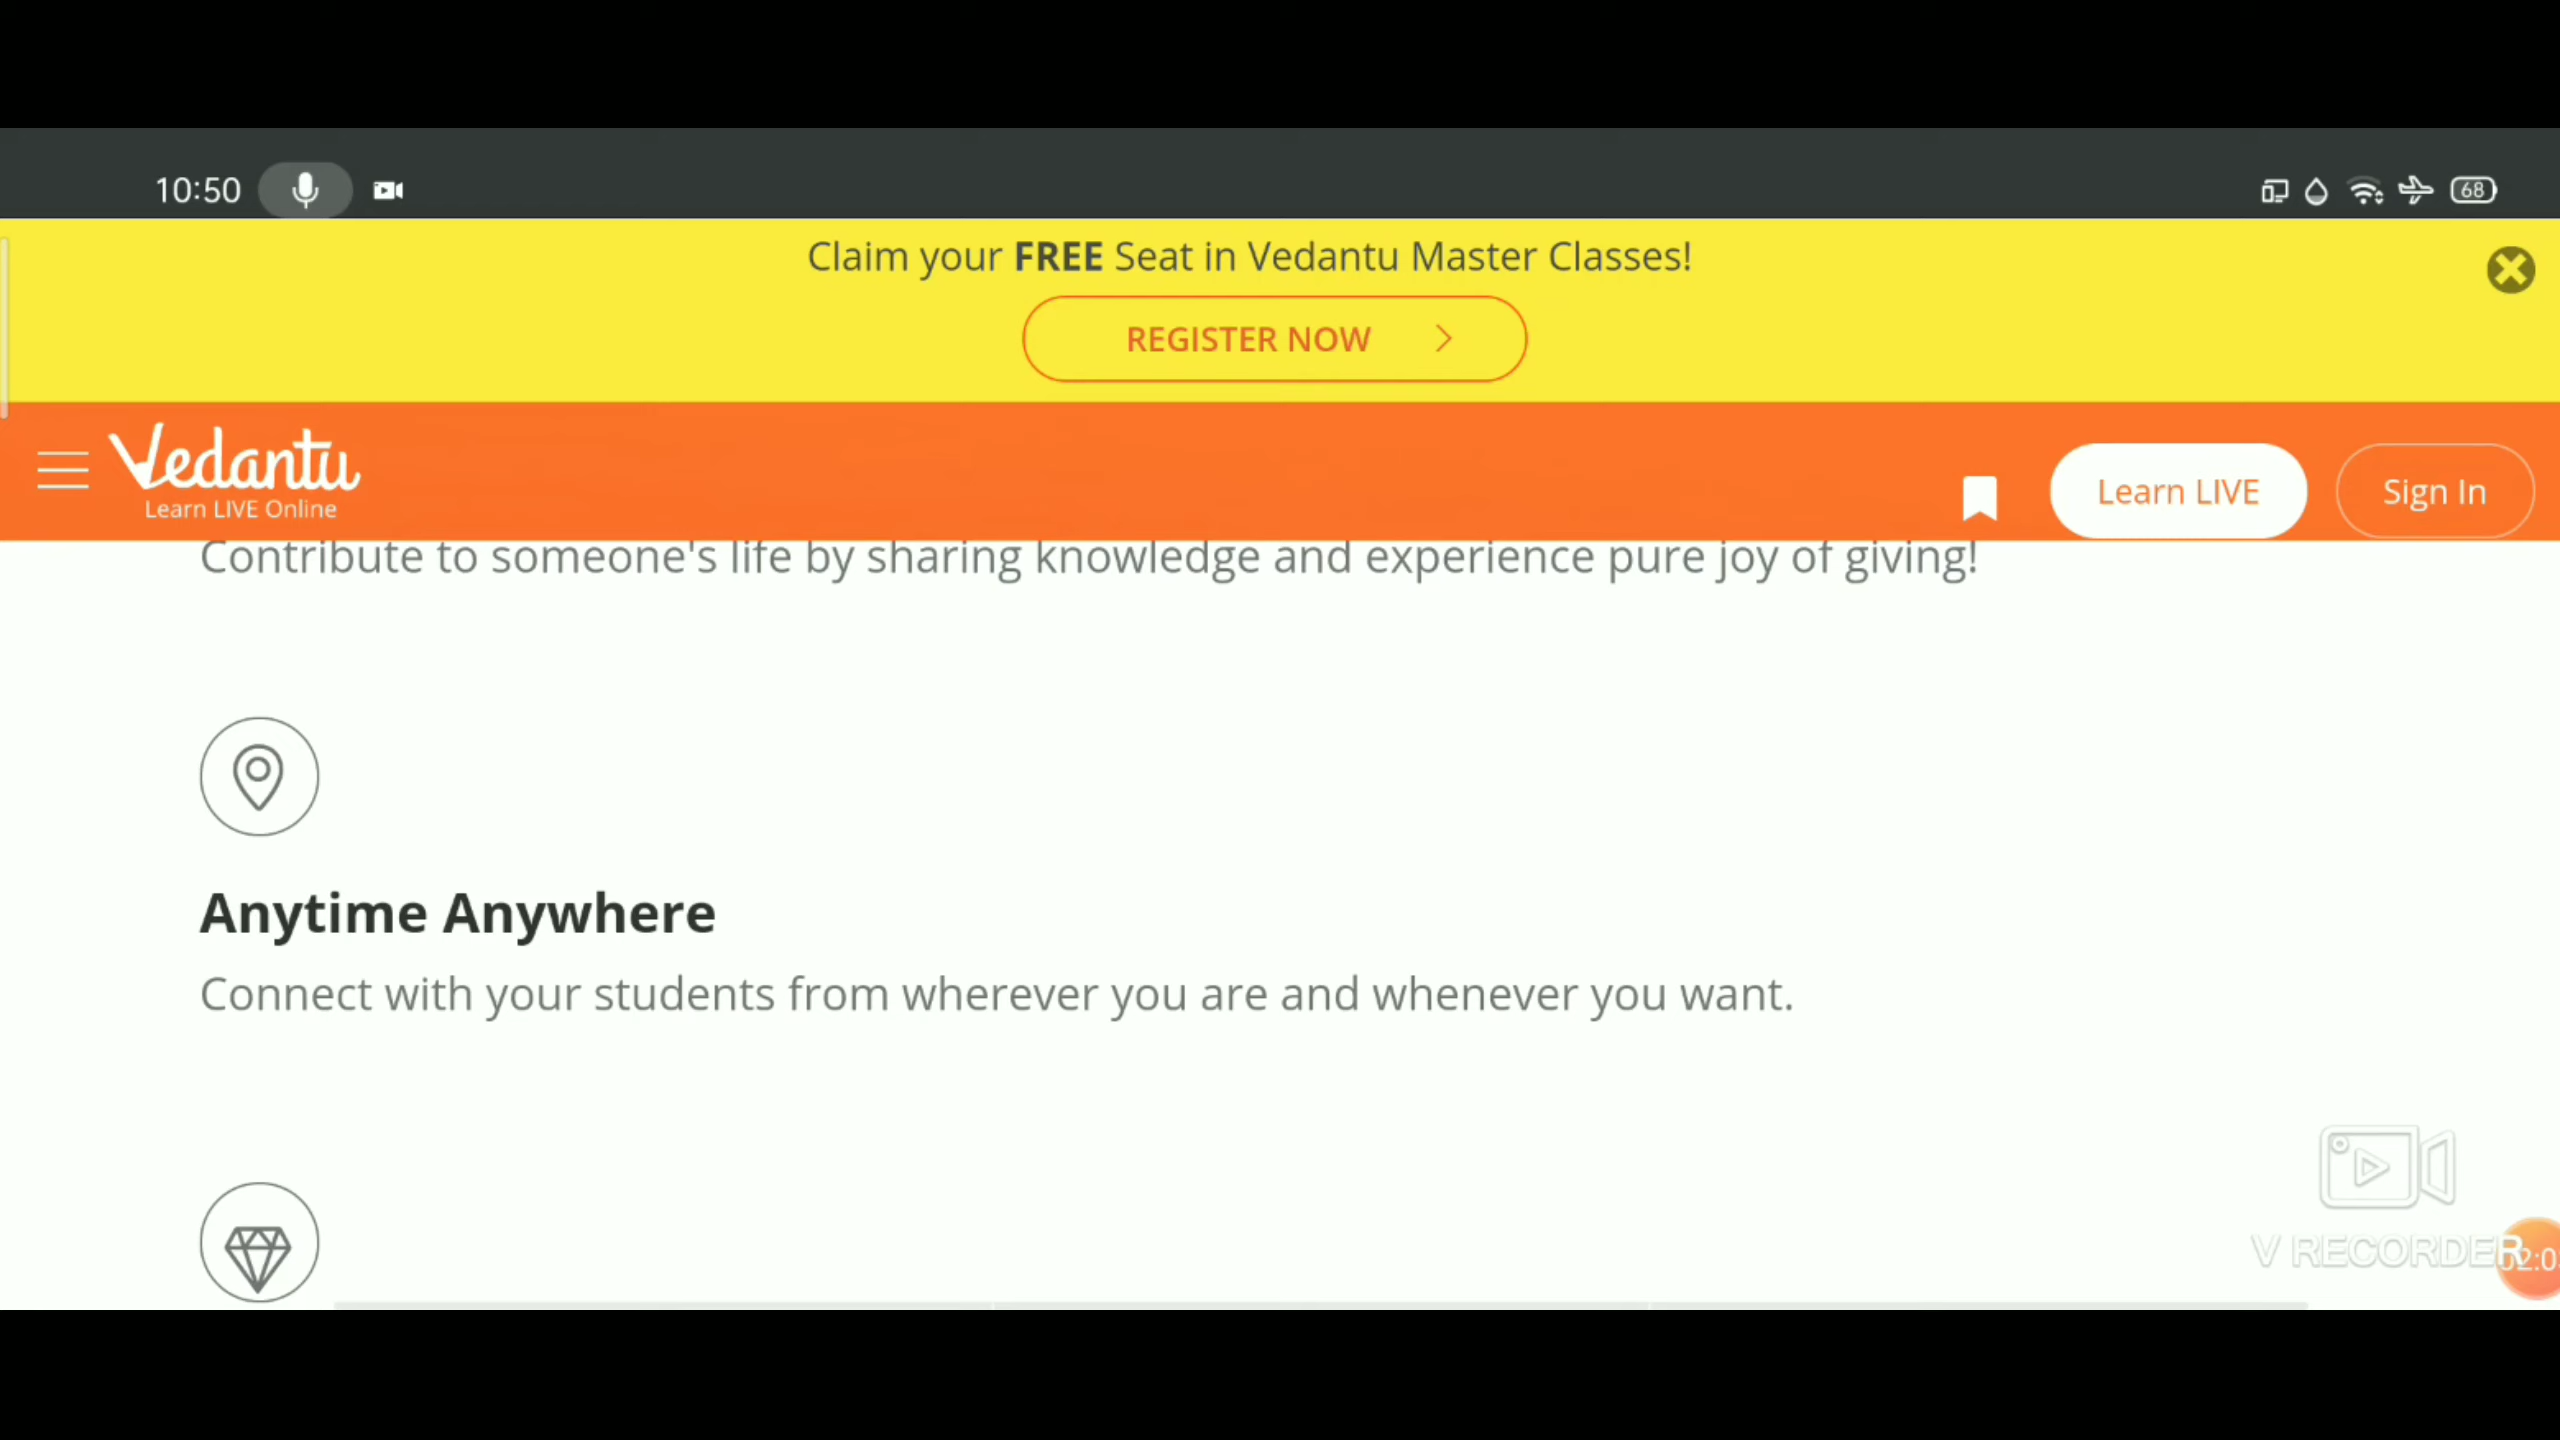 10:50
68
Claim your FREE Seat in Vedantu Master Classes!
REGISTER NOW
Vedantu
Learn LIVE Online
Learn LIVE
Sign In
Contribute to someone's life by sharing knowledge and experience pure joy of giving!
Anytime Anywhere
Connect with your students from wherever you are and whenever you want.
V RECORDER